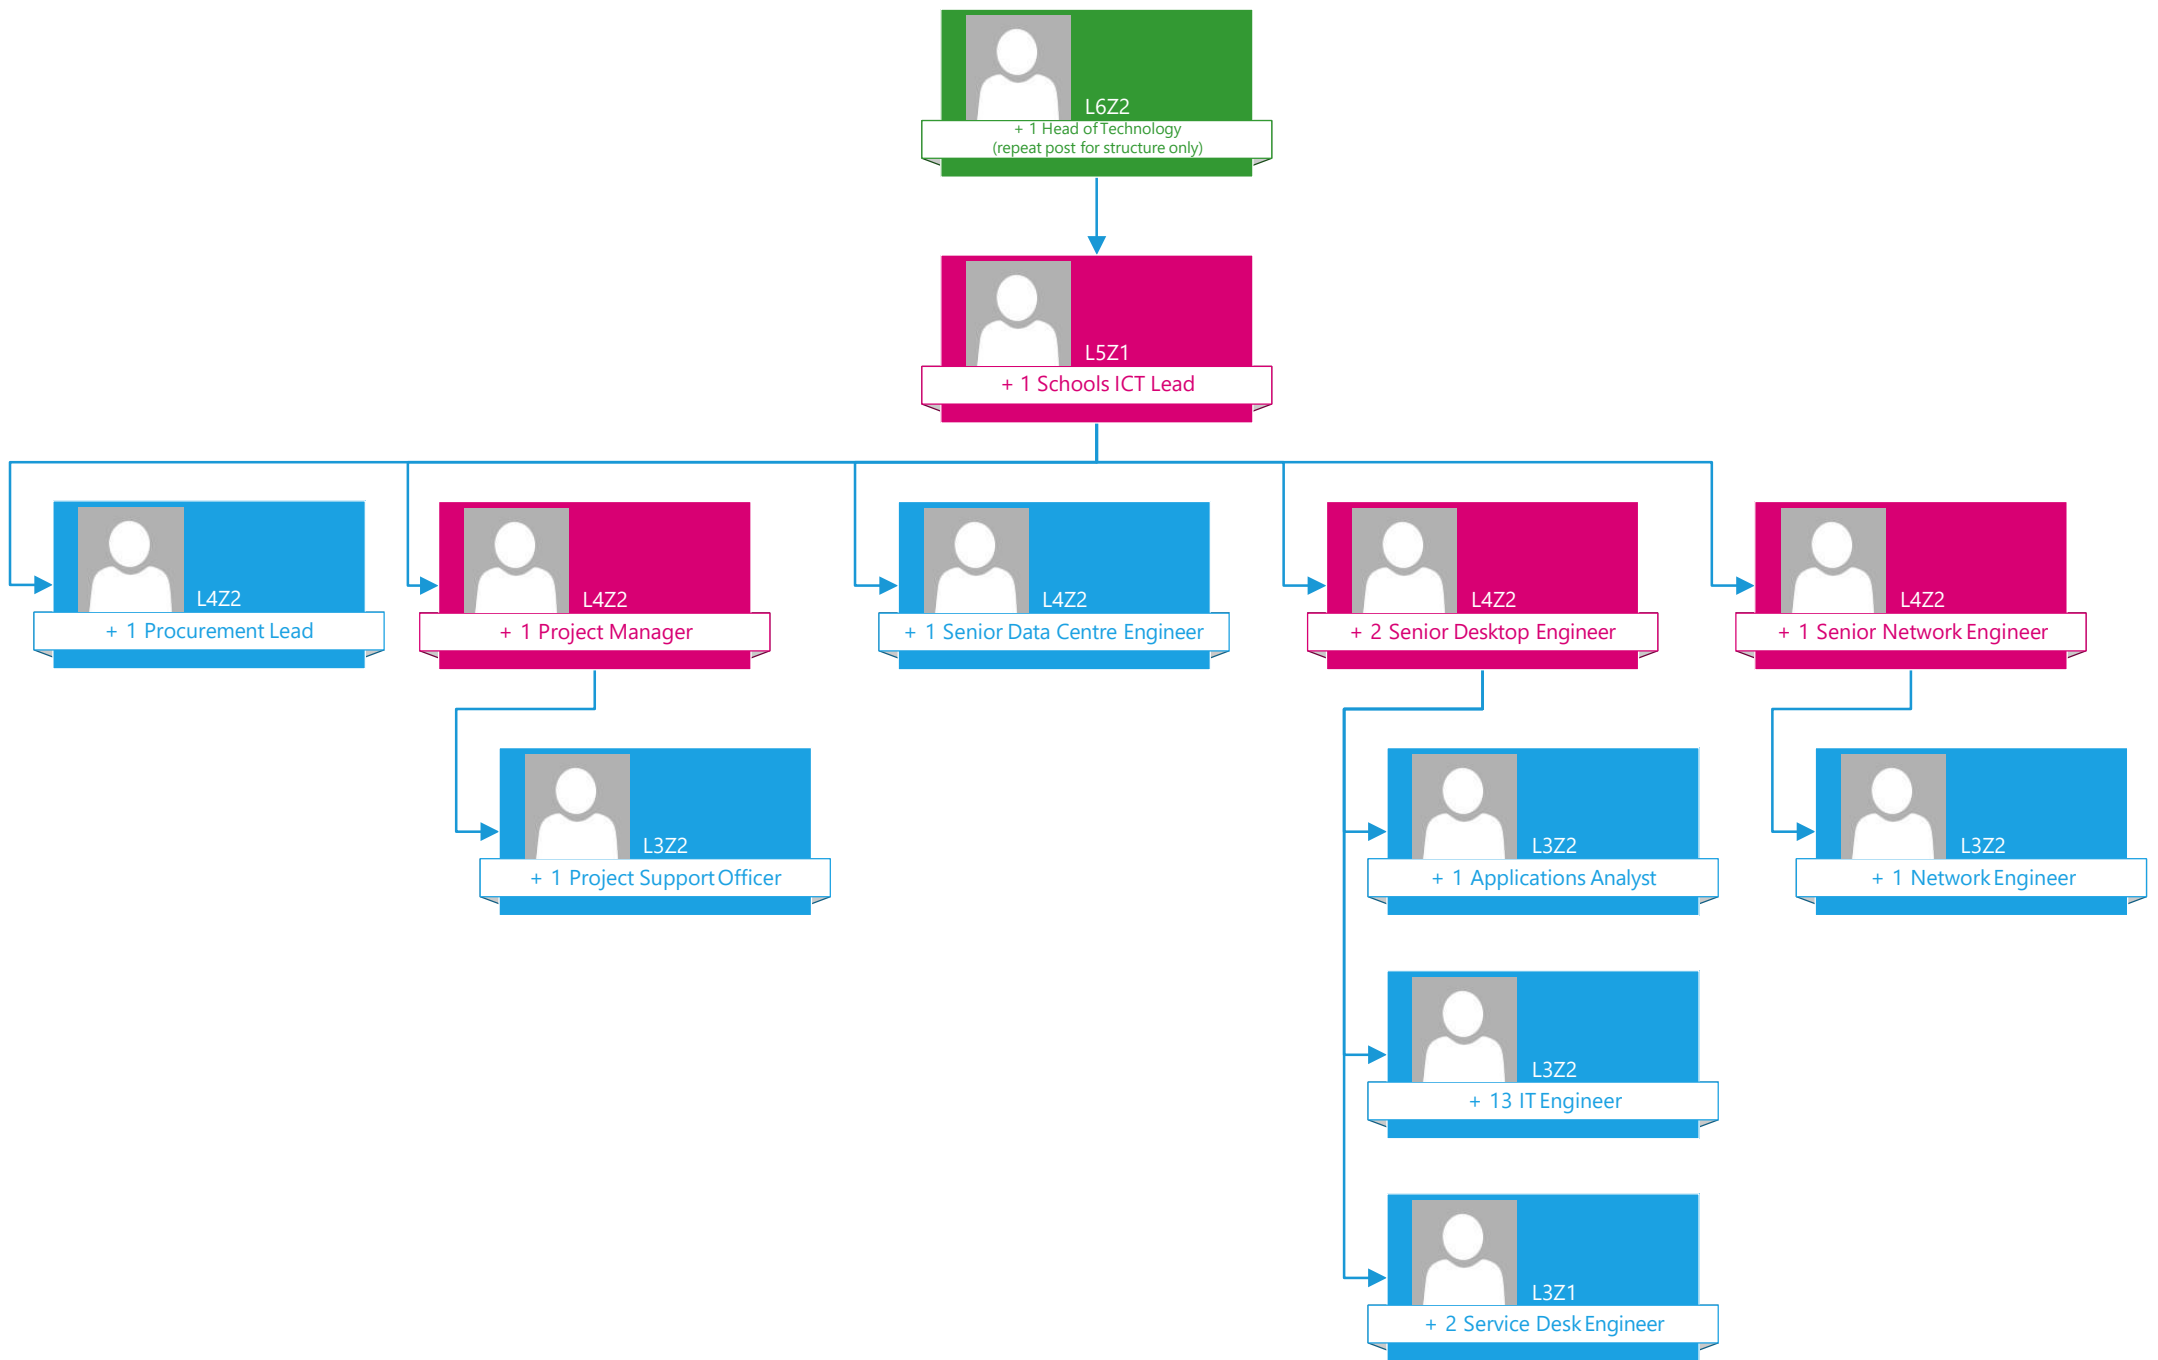 L6Z2
+ 1 Head of Technology
(repeat post for structure only)
L5Z1
+ 1 Schools ICT Lead
L4Z2
+ 1 Procurement Lead
L4Z2
+ 1 Project Manager
L4Z2
+ 1 Senior Data Centre Engineer
L4Z2
+ 2 Senior Desktop Engineer
L4Z2
+ 1 Senior Network Engineer
L3Z2
+ 1 Project Support Officer
L3Z2
+ 1 Applications Analyst
L3Z2
+ 1 Network Engineer
L3Z2
+ 13 IT Engineer
L3Z1
+ 2 Service Desk Engineer